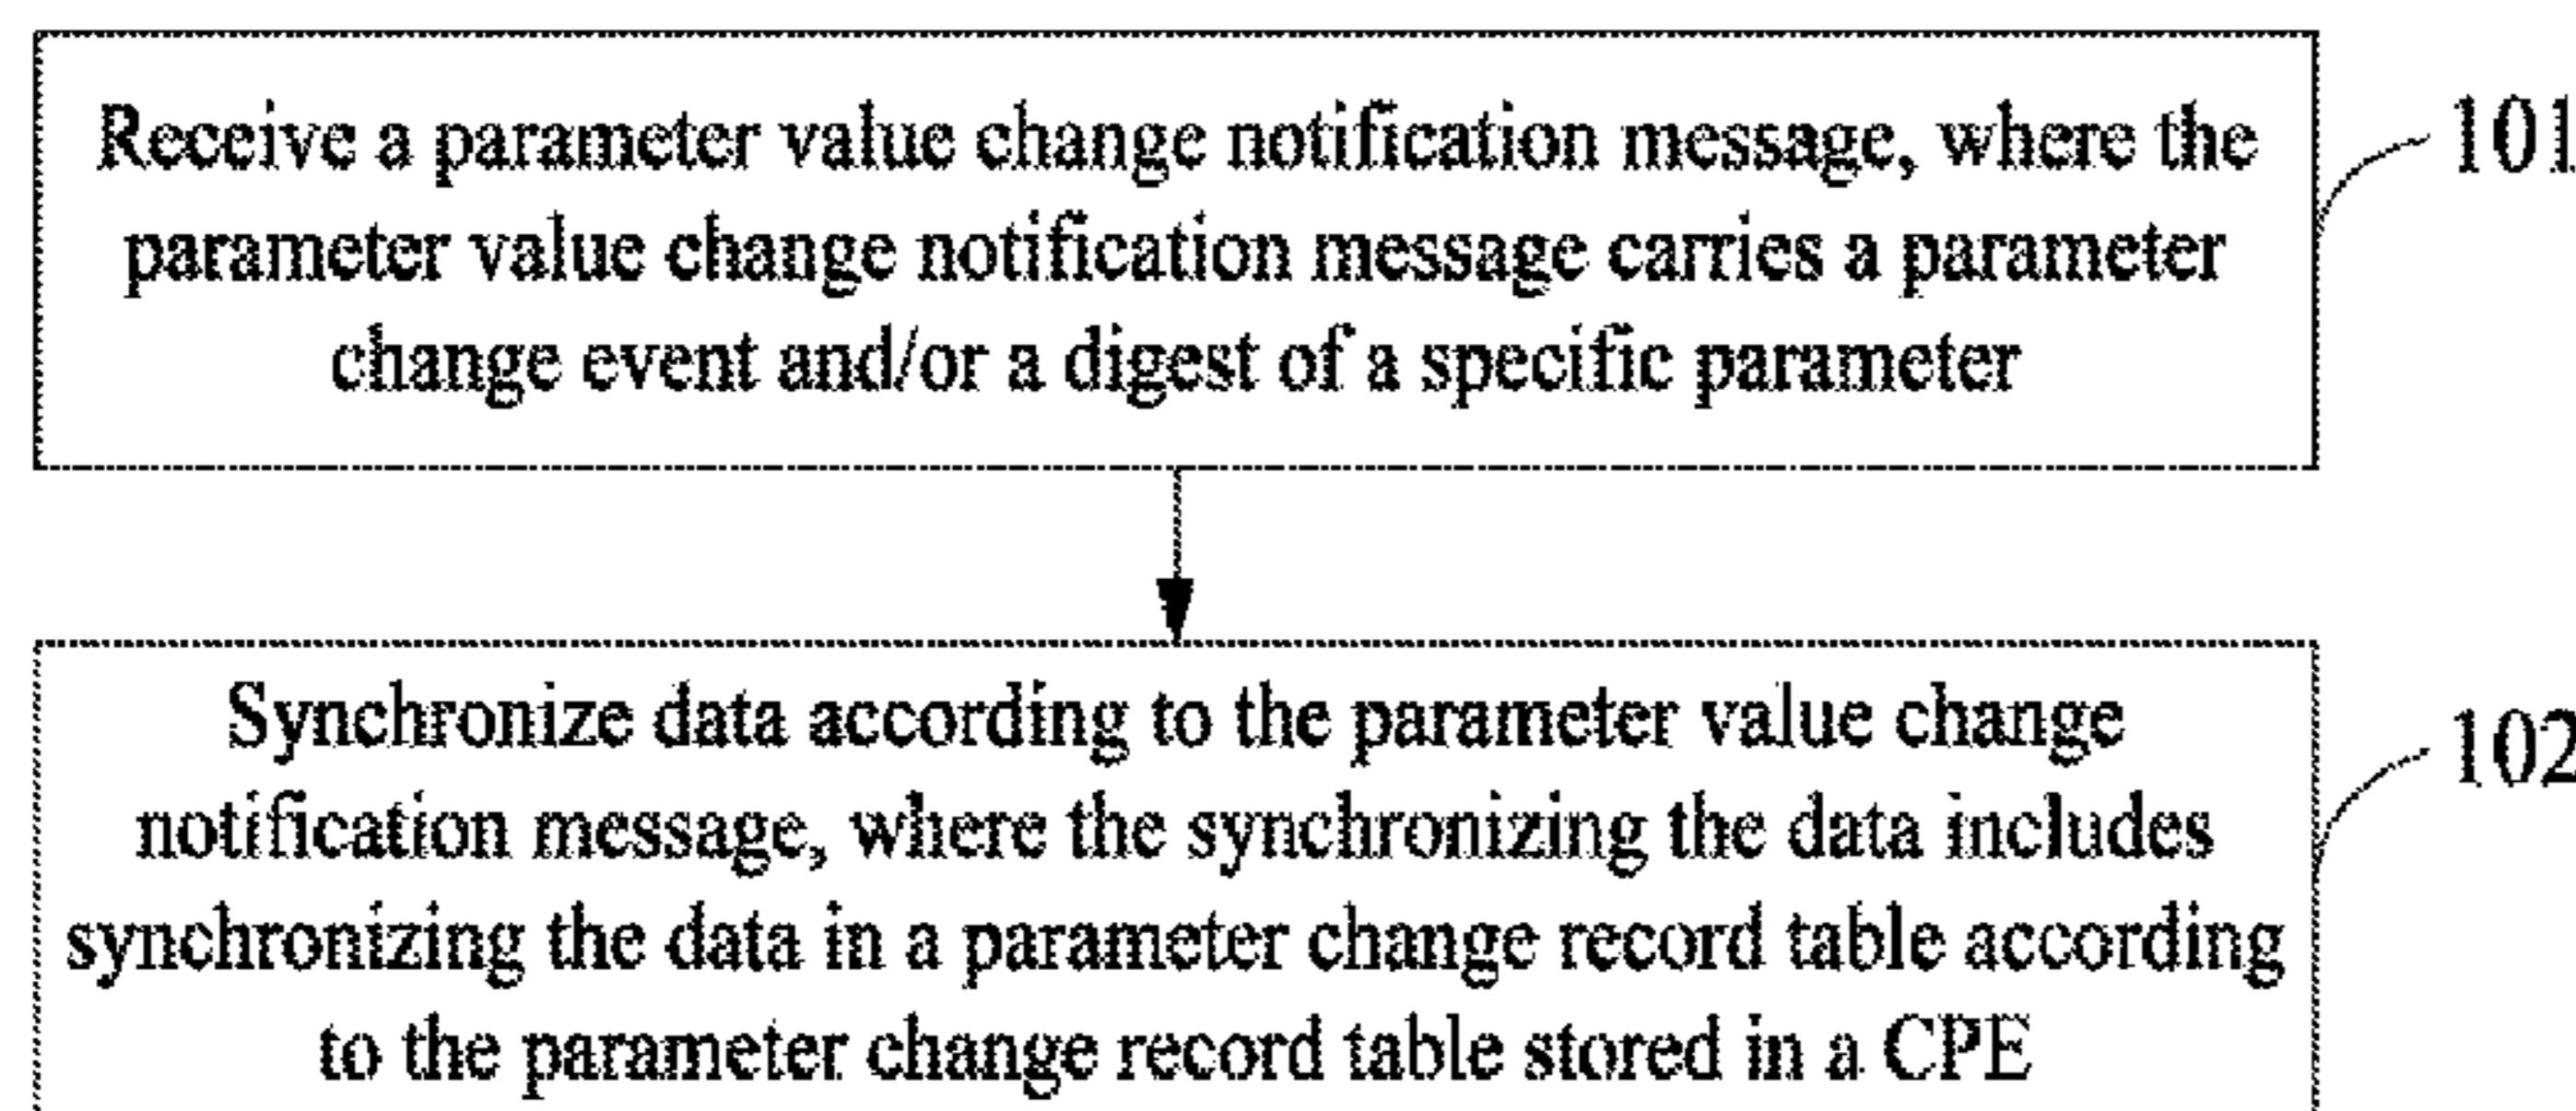 Receive a parameter value change notification message, where the
101
parameter value change notification message carries a parameter
change event and/or a digest of a specific parameter
Synchronize data according to the parameter value change
102
notification message, where the synchronizing the data includes
synchronizing the data in a parameter change record table according
to the parameter change record table stored in a CPE